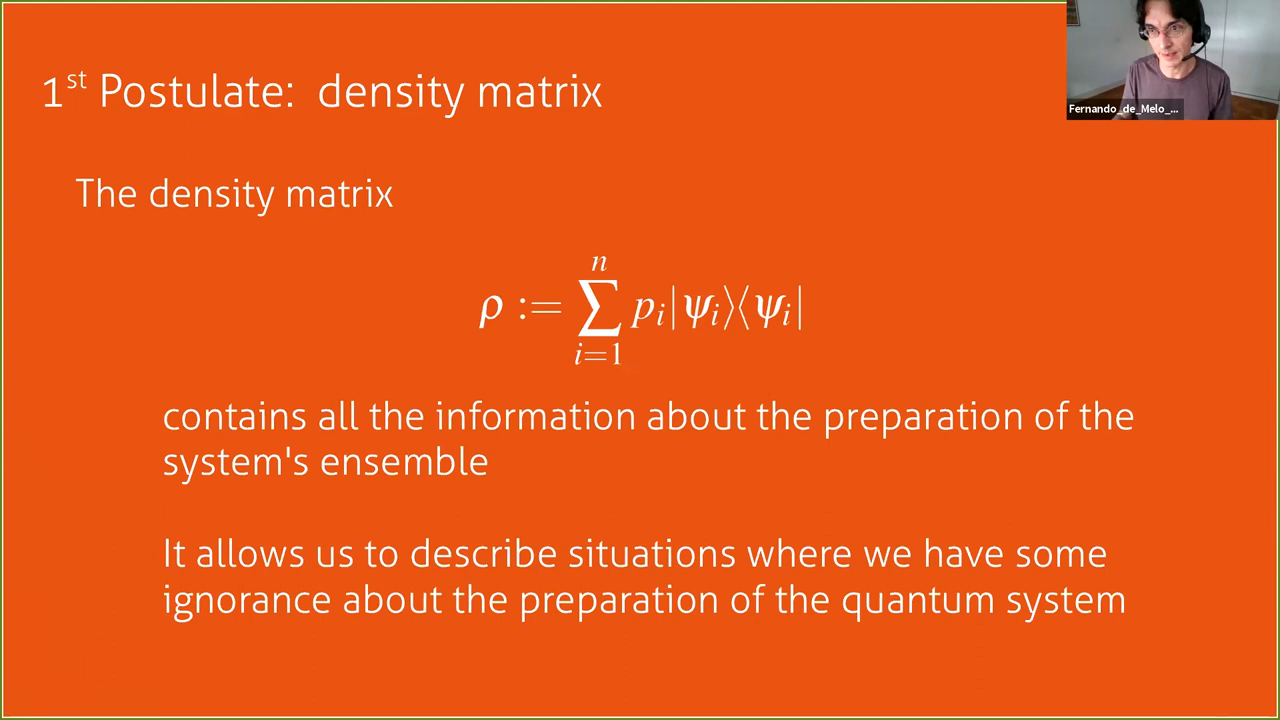 1st Postulate: density matrix
Fernando_de_Melo_...
The density matrix
ρ := ∑_{i=1}^{n} p_i |ψ_i⟩⟨ψ_i|
contains all the information about the preparation of the
system's ensemble
It allows us to describe situations where we have some
ignorance about the preparation of the quantum system